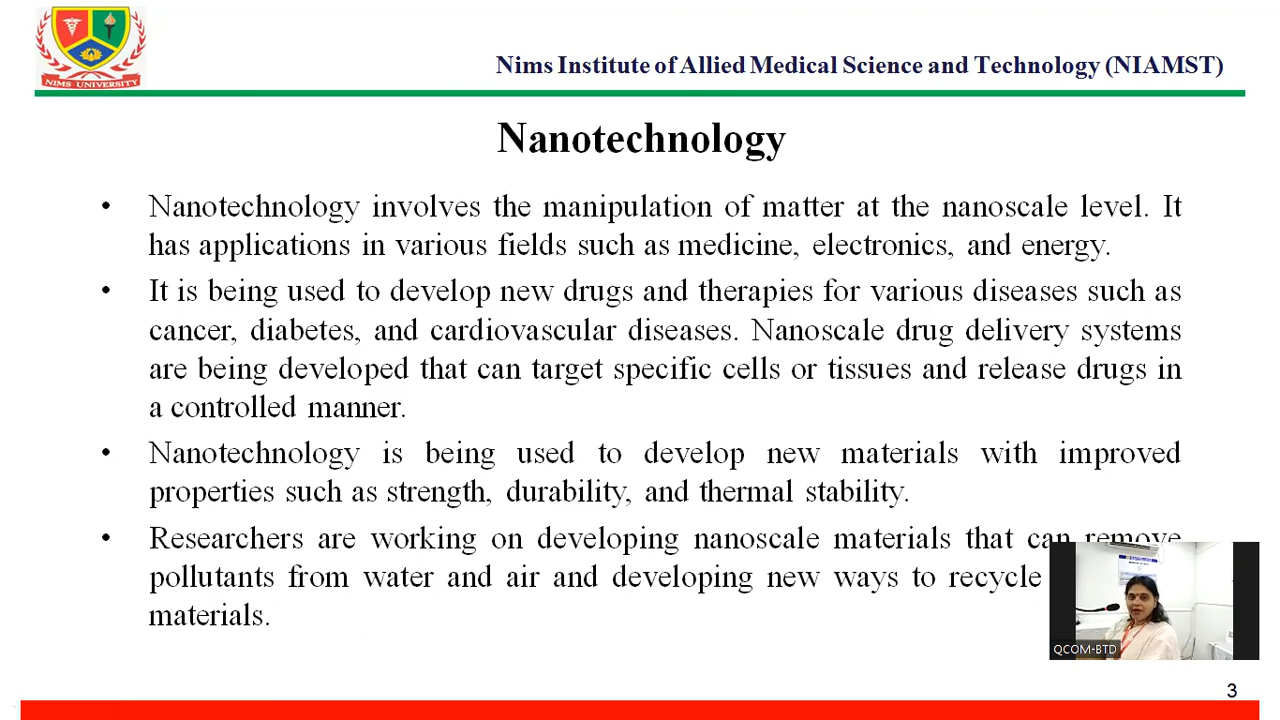 NIMS UNIVERSITY
Nims Institute of Allied Medical Science and Technology (NIAMST)
Nanotechnology
• Nanotechnology involves the manipulation of matter at the nanoscale level. It
has applications in various fields such as medicine, electronics, and energy.
• It is being used to develop new drugs and therapies for various diseases such as
cancer, diabetes, and cardiovascular diseases. Nanoscale drug delivery systems
are being developed that can target specific cells or tissues and release drugs in
a controlled manner.
• Nanotechnology is being used to develop new materials with improved
properties such as strength, durability, and thermal stability.
• Researchers are working on developing nanoscale materials that can remove
pollutants from water and air and developing new ways to recycle
materials.
QCOM-BTD
3